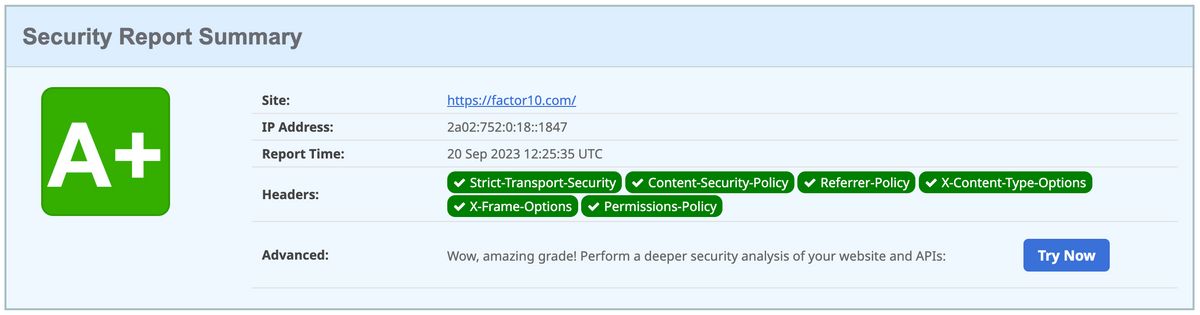 Security Report Summary
A+
Site: https://factor10.com/
IP Address: 2a02:752:0:18::1847
Report Time: 20 Sep 2023 12:25:35 UTC
Headers: Strict-Transport-Security Content-Security-Policy Referrer-Policy X-Content-Type-Options
X-Frame-Options Permissions-Policy
Advanced: Wow, amazing grade! Perform a deeper security analysis of your website and APIs: Try Now